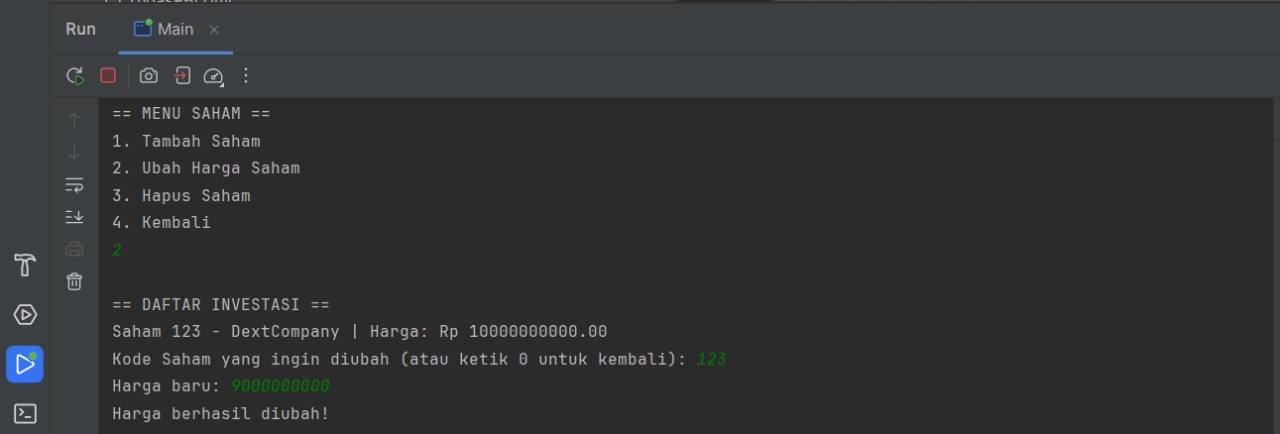 Run
Main
== MENU SAHAM ==
1. Tambah Saham
2. Ubah Harga Saham
3. Hapus Saham
4. Kembali
2
== DAFTAR INVESTASI ==
Saham 123 - DextCompany | Harga: Rp 10000000000.00
Kode Saham yang ingin diubah (atau ketik 0 untuk kembali): 123
Harga baru: 9000000000
Harga berhasil diubah!